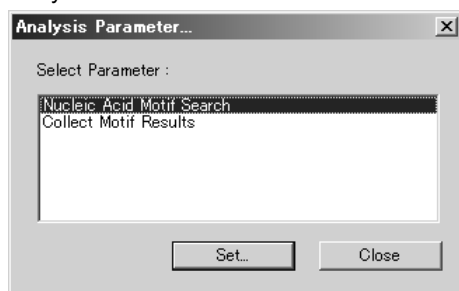 Analysis Parameter...
Select Parameter :
Nucleic Acid Motif Search
Collect Motif Results
Set...
Close